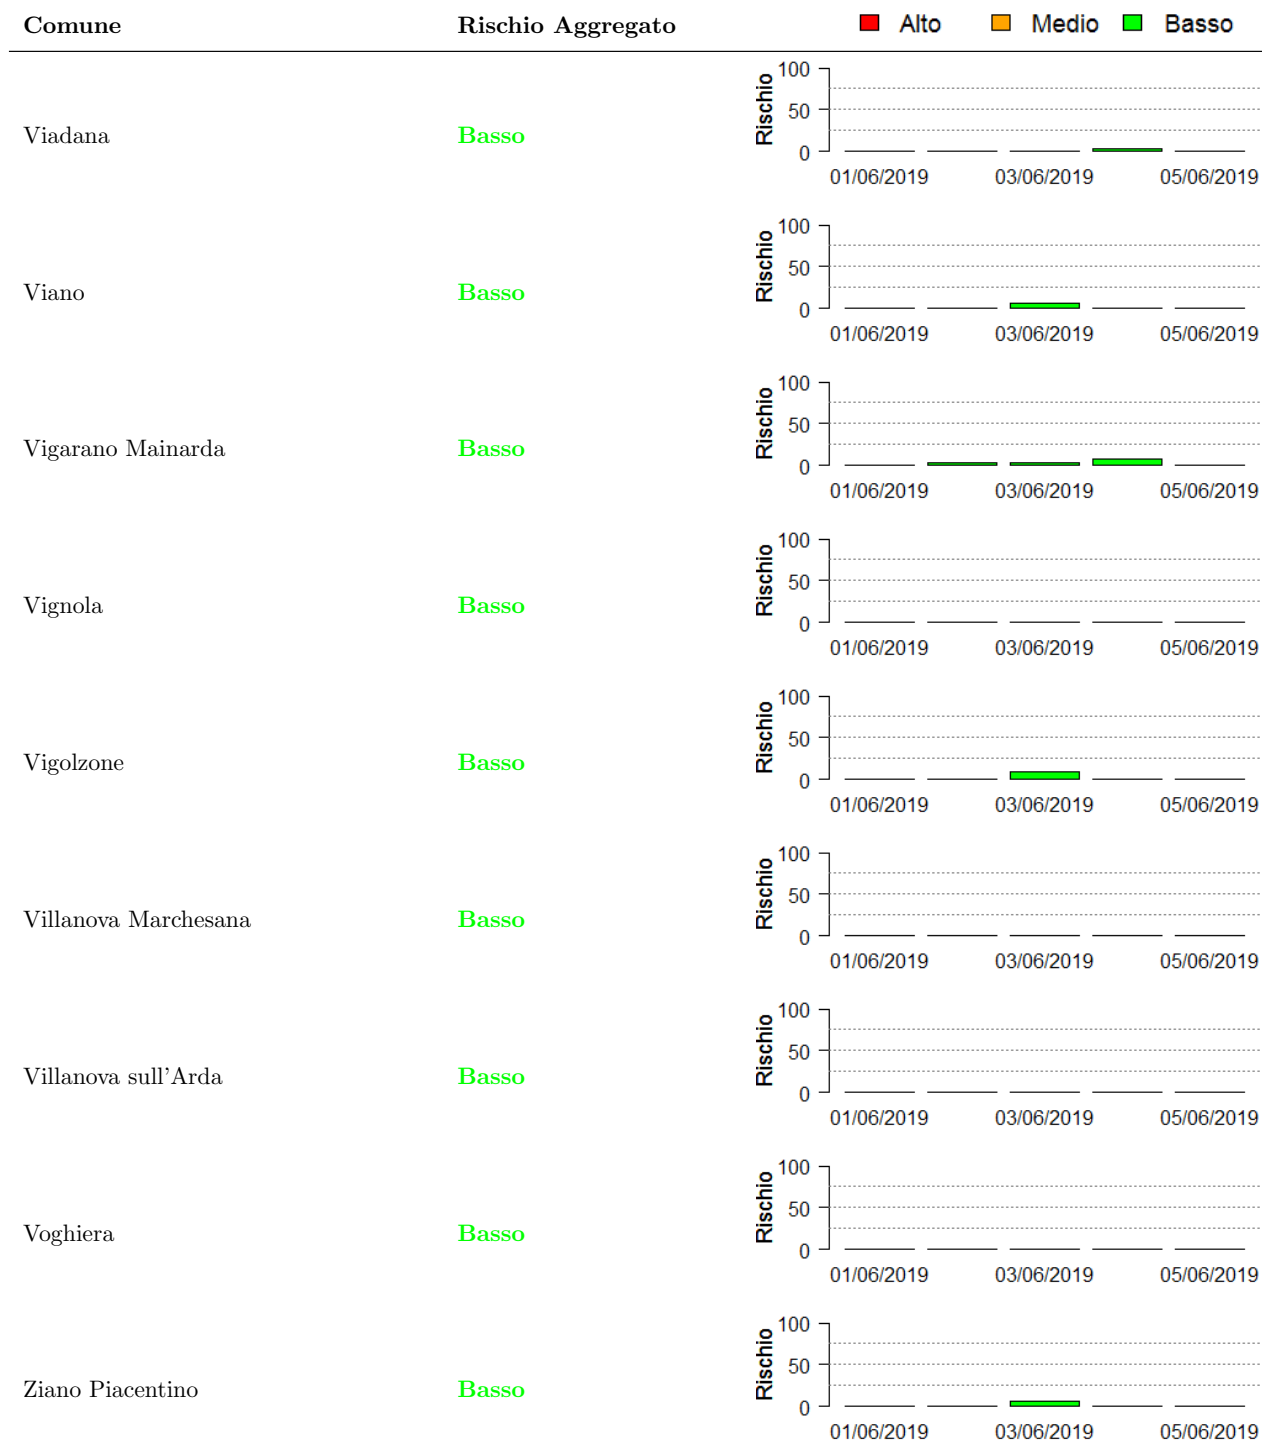 Comune Rischio Aggregato Alto Medio Basso
Viadana Basso Rischio 100 50 0
01/06/2019 03/06/2019 05/06/2019
Viano Basso Rischio 100 50 0
01/06/2019 03/06/2019 05/06/2019
Vigarano Mainarda Basso Rischio 100 50 0
01/06/2019 03/06/2019 05/06/2019
Vignola Basso Rischio 100 50 0
01/06/2019 03/06/2019 05/06/2019
Vigolzone Basso Rischio 100 50 0
01/06/2019 03/06/2019 05/06/2019
Villanova Marchesana Basso Rischio 100 50 0
01/06/2019 03/06/2019 05/06/2019
Villanova sull'Arda Basso Rischio 100 50 0
01/06/2019 03/06/2019 05/06/2019
Voghiera Basso Rischio 100 50 0
01/06/2019 03/06/2019 05/06/2019
Ziano Piacentino Basso Rischio 100 50 0
01/06/2019 03/06/2019 05/06/2019